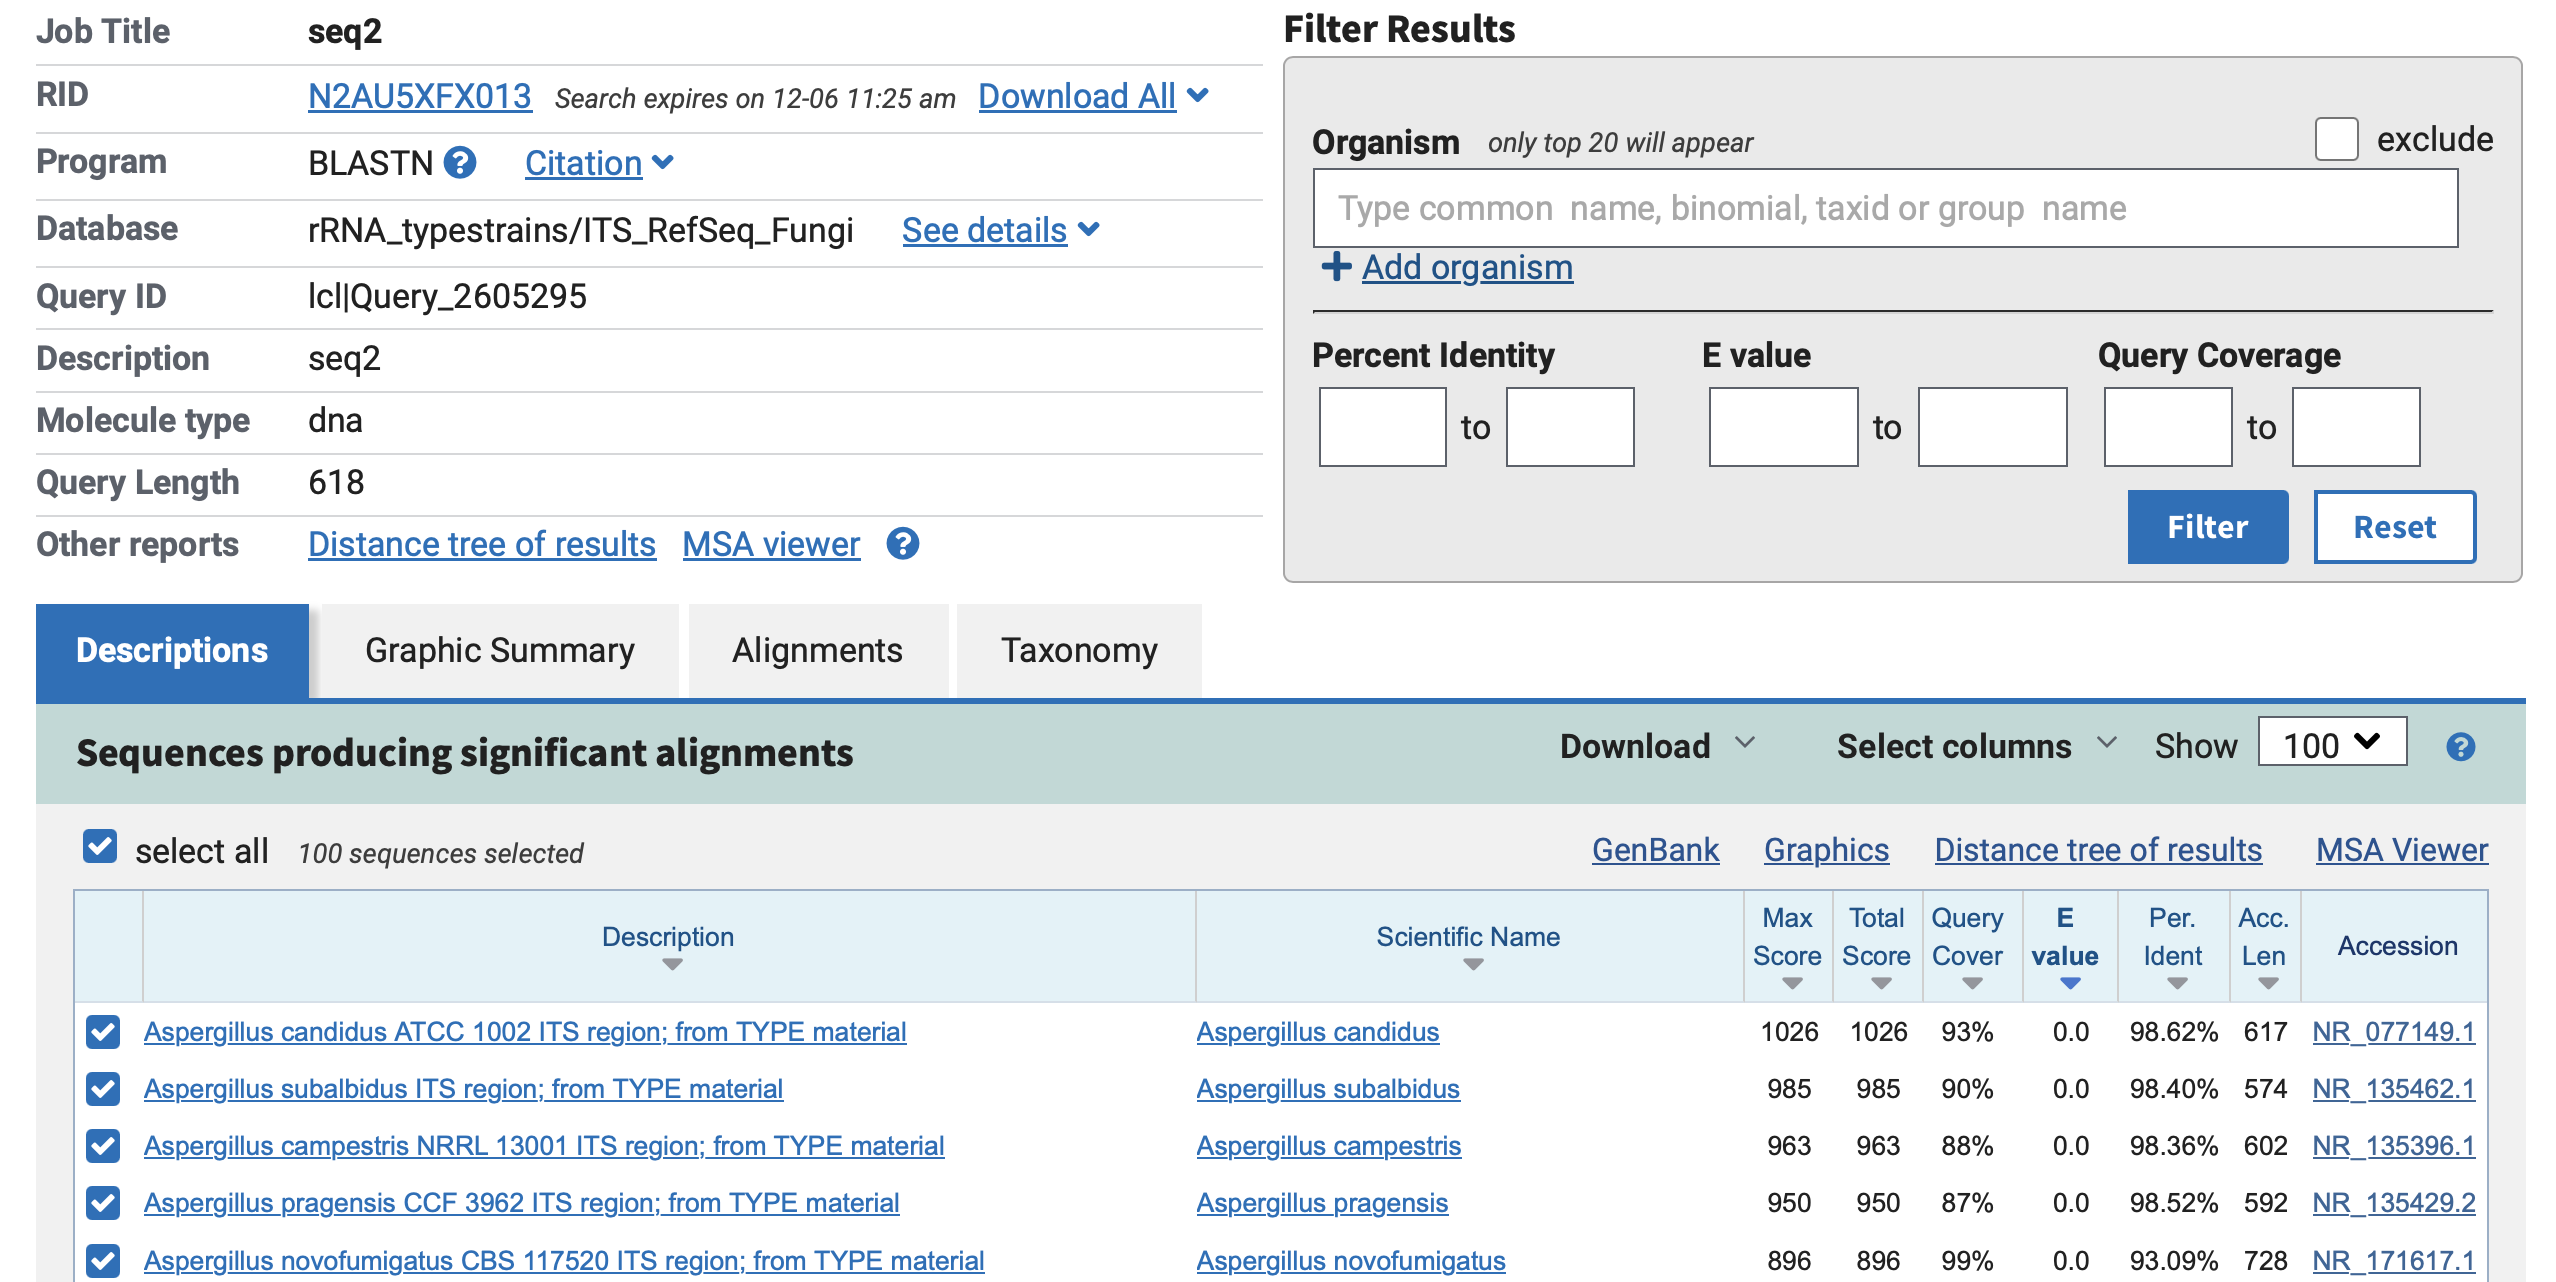 Job Title seq2
RID N2AU5XFX013 Search expires on 12-06 11:25 am Download All
Program BLASTN ? Citation
Database rRNA_typestrains/ITS_RefSeq_Fungi See details
Query ID lcl|Query_2605295
Description seq2
Molecule type dna
Query Length 618
Other reports Distance tree of results MSA viewer ?
Filter Results
Organism only top 20 will appear exclude
Type common name, binomial, taxid or group name
+ Add organism
Percent Identity E value Query Coverage
to to to
Filter Reset
Descriptions Graphic Summary Alignments Taxonomy
Sequences producing significant alignments Download Select columns Show 100 ?
select all 100 sequences selected GenBank Graphics Distance tree of results MSA Viewer
Description Scientific Name Max Score Total Score Query Cover E value Per. Ident Acc. Len Accession
Aspergillus candidus ATCC 1002 ITS region; from TYPE material Aspergillus candidus 1026 1026 93% 0.0 98.62% 617 NR_077149.1
Aspergillus subalbidus ITS region; from TYPE material Aspergillus subalbidus 985 985 90% 0.0 98.40% 574 NR_135462.1
Aspergillus campestris NRRL 13001 ITS region; from TYPE material Aspergillus campestris 963 963 88% 0.0 98.36% 602 NR_135396.1
Aspergillus pragensis CCF 3962 ITS region; from TYPE material Aspergillus pragensis 950 950 87% 0.0 98.52% 592 NR_135429.2
Aspergillus novofumigatus CBS 117520 ITS region; from TYPE material Aspergillus novofumigatus 896 896 99% 0.0 93.09% 728 NR_171617.1